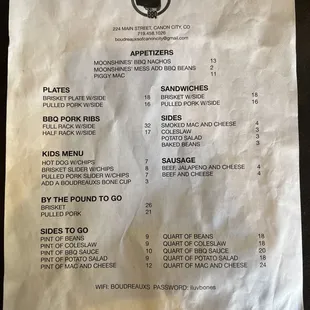 224 MAIN STREET, CANON CITY, CO
719.458.1026
boudreauxsofcanoncity@gmail.com
APPETIZERS
MOONSHINES' BBQ NACHOS 13
MOONSHINES' MESS ADD BBQ BEANS 2
PIGGY MAC 11
PLATES
BRISKET PLATE W/SIDE 18
PULLED PORK W/SIDE 16
SANDWICHES
BRISKET W/SIDE 18
PULLED PORK W/SIDE 16
BBQ PORK RIBS
FULL RACK W/SIDE 32
HALF RACK W/SIDE 17
SIDES
SMOKED MAC AND CHEESE 4
COLESLAW 3
POTATO SALAD 3
BAKED BEANS 3
KIDS MENU
HOT DOG W/CHIPS 7
BRISKET SLIDER W/CHIPS 8
PULLED PORK SLIDER W/CHIPS 7
ADD A BOUDREAUXS BONE CUP 3
SAUSAGE
BEEF, JALAPENO AND CHEESE 4
BEEF AND CHEESE 4
BY THE POUND TO GO
BRISKET 26
PULLED PORK 21
SIDES TO GO
PINT OF BEANS 9
PINT OF COLESLAW 9
PINT OF BBQ SAUCE 10
PINT OF POTATO SALAD 9
PINT OF MAC AND CHEESE 12
QUART OF BEANS 18
QUART OF COLESLAW 18
QUART OF BBQ SAUCE 20
QUART OF POTATO SALAD 18
QUART OF MAC AND CHEESE 24
WIFI: BOUDREAUXS PASSWORD: iluvbones